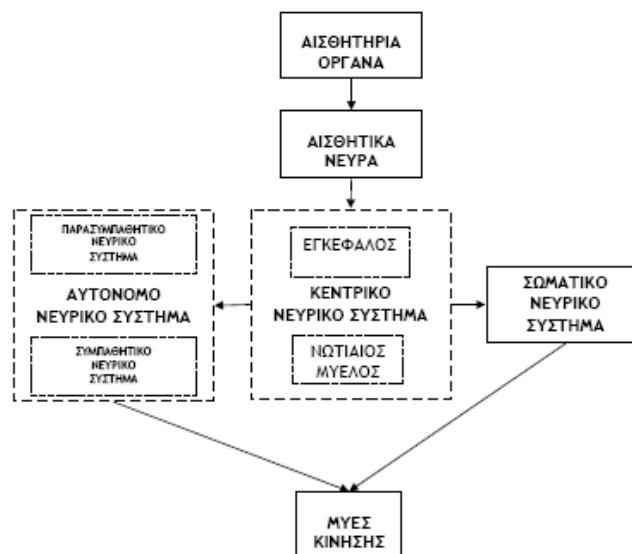 ΑΙΣΘΗΤΗΡΙΑ
ΟΡΓΑΝΑ
ΑΙΣΘΗΤΙΚΑ
ΝΕΥΡΑ
ΠΑΡΑΣΥΜΠΑΘΗΤΙΚΟ
ΝΕΥΡΙΚΟ
ΣΥΣΤΗΜΑ
ΑΥΤΟΝΟΜΟ
ΝΕΥΡΙΚΟ ΣΥΣΤΗΜΑ
ΣΥΜΠΑΘΗΤΙΚΟ
ΝΕΥΡΙΚΟ
ΣΥΣΤΗΜΑ
ΕΓΚΕΦΑΛΟΣ
ΚΕΝΤΡΙΚΟ
ΝΕΥΡΙΚΟ ΣΥΣΤΗΜΑ
ΝΩΤΙΑΙΟΣ
ΜΥΕΛΟΣ
ΣΩΜΑΤΙΚΟ
ΝΕΥΡΙΚΟ
ΣΥΣΤΗΜΑ
ΜΥΕΣ
ΚΙΝΗΣΗΣ